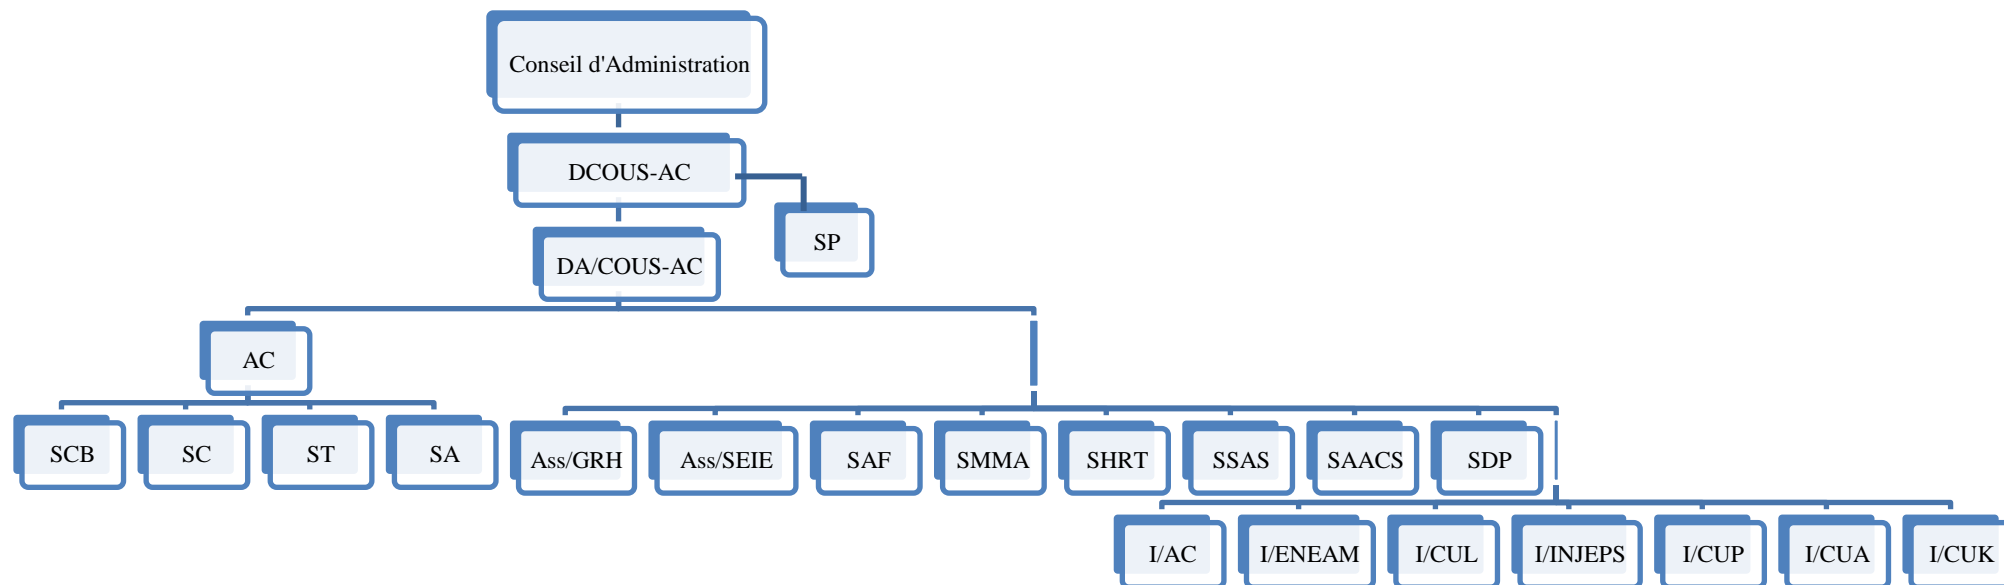 Conseil d'Administration
DCOUS-AC
SP
DA/COUS-AC
AC
SCB
SC
ST
SA
Ass/GRH
Ass/SEIE
SAF
SMMA
SHRT
SSAS
SAACS
SDP
I/AC
I/ENEAM
I/CUL
I/INJEPS
I/CUP
I/CUA
I/CUK